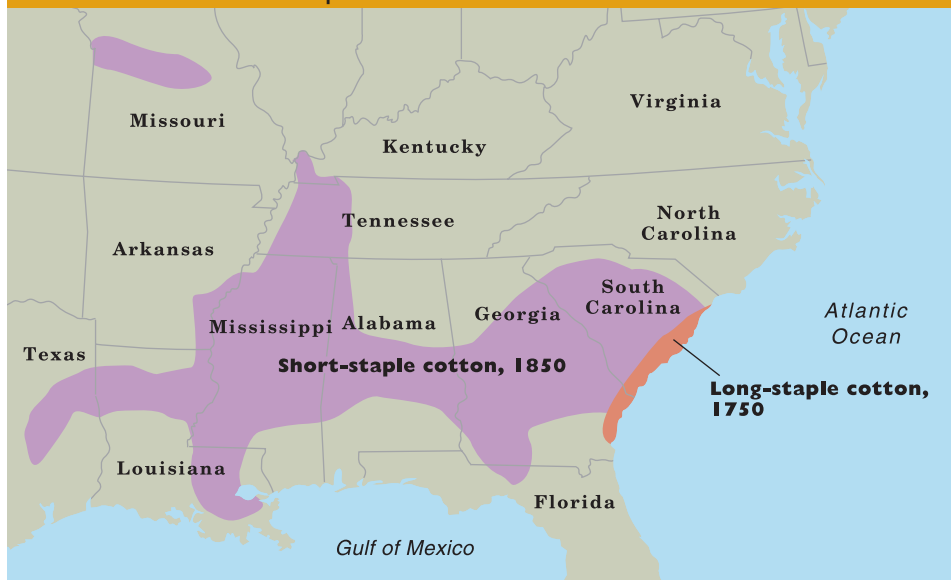 Missouri
Virginia
Kentucky
Tennessee
North
Carolina
Arkansas
South
Carolina
Mississippi
Alabama
Georgia
Atlantic
Ocean
Texas
Short-staple cotton, 1850
Long-staple cotton,
1750
Louisiana
Florida
Gulf of Mexico